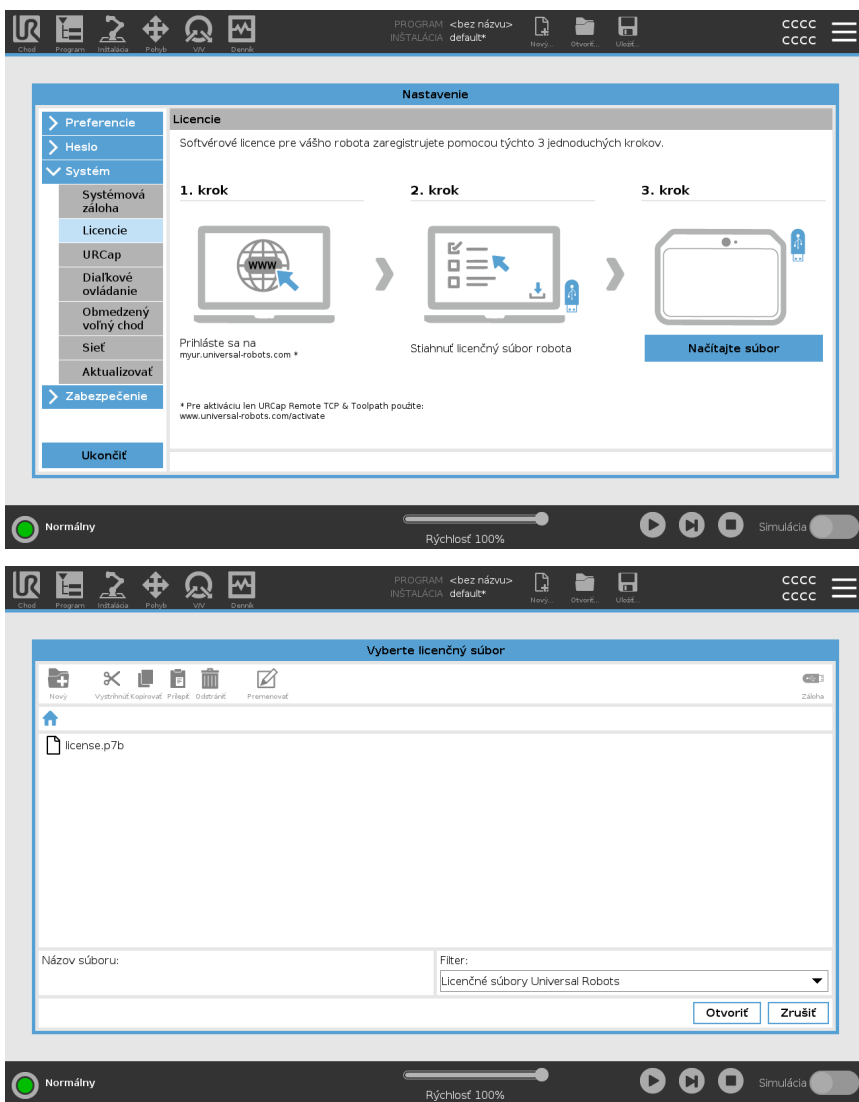 PROGRAM <bez názvu>
INŠTALÁCIA default*
CCCC
CCCC
Chod Program Inštalácia Pohyb V/V Denník Nový... Otvoriť... Uložiť...
Nastavenie
Preferencie
Heslo
Systém
Systémová
záloha
Licencie
URCap
Diaľkové
ovládanie
Obmedzený
voľný chod
Sieť
Aktualizovať
Zabezpečenie
Ukončiť
Licencie
Softvérové licence pre vášho robota zaregistrujete pomocou týchto 3 jednoduchých krokov.
1. krok
WWW
Prihláste sa na
myur.universal-robots.com *
2. krok
Stiahnuť licenčný súbor robota
3. krok
Načítajte súbor
* Pre aktiváciu len URCap Remote TCP & Toolpath použite:
www.universal-robots.com/activate
Normálny
Rýchlosť 100%
Simulácia
PROGRAM <bez názvu>
INŠTALÁCIA default*
CCCC
CCCC
Chod Program Inštalácia Pohyb V/V Denník Nový... Otvoriť... Uložiť...
Vyberte licenčný súbor
Nový Vystrihnúť Kopírovať Prilepiť Odstrániť Premenovať Záloha
license.p7b
Názov súboru:
Filter:
Licenčné súbory Universal Robots
Otvoriť Zrušiť
Normálny
Rýchlosť 100%
Simulácia